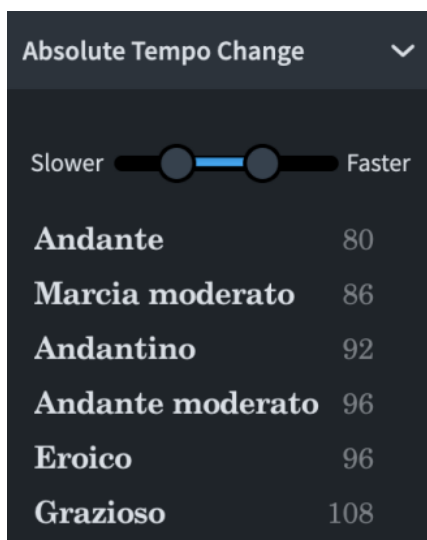 Absolute Tempo Change
Slower Faster
Andante 80
Marcia moderato 86
Andantino 92
Andante moderato 96
Eroico 96
Grazioso 108